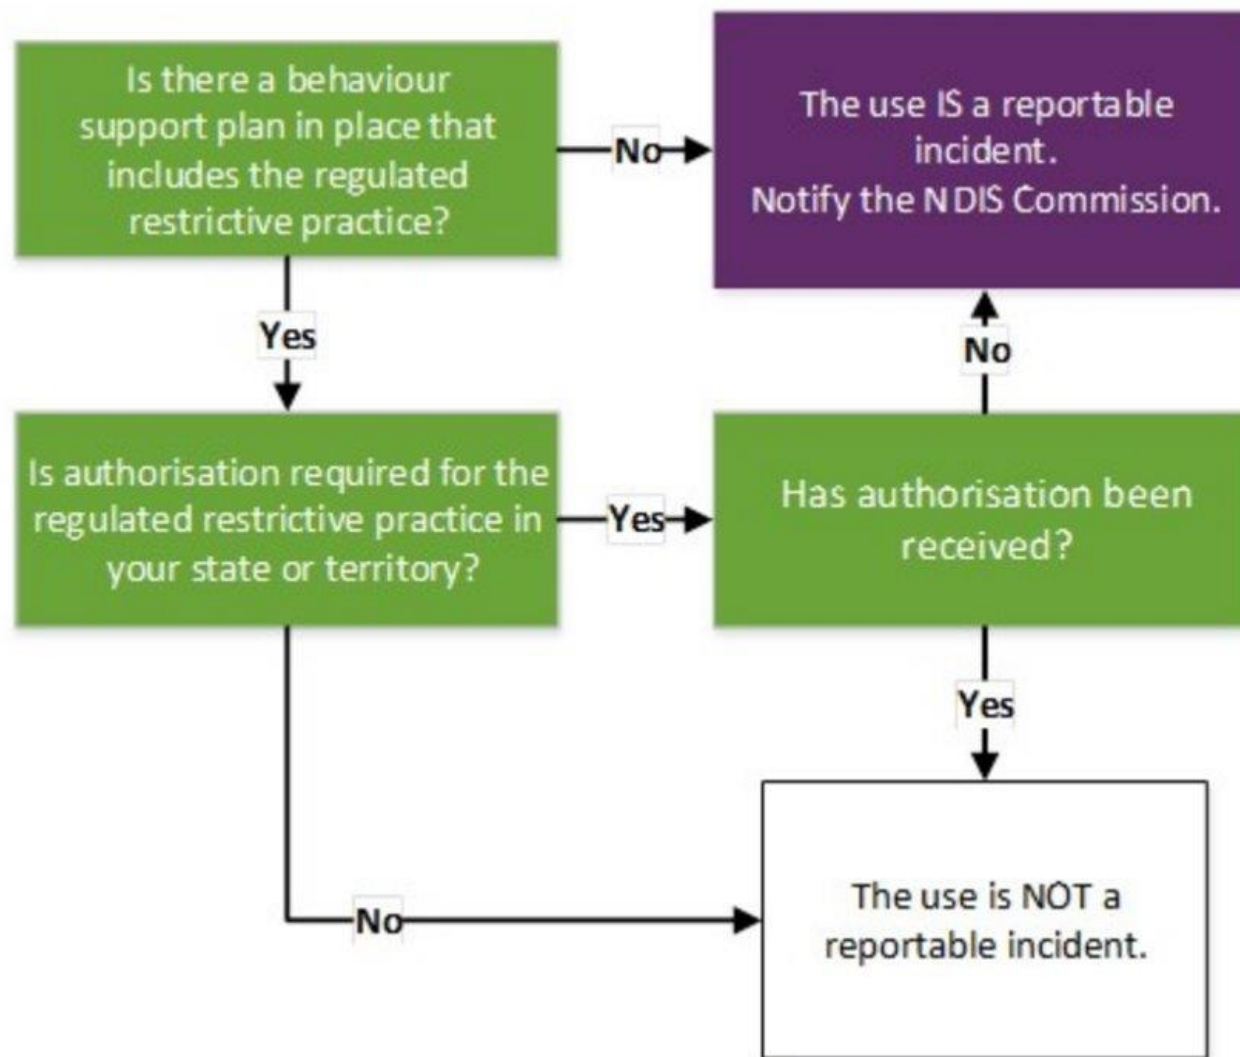 Is there a behaviour
support plan in place that
includes the regulated
restrictive practice?
No
The use IS a reportable
incident.
Notify the NDIS Commission.
Yes
No
Is authorisation required for the
regulated restrictive practice in
your state or territory?
Yes
Has authorisation been
received?
Yes
No
The use is NOT a
reportable incident.